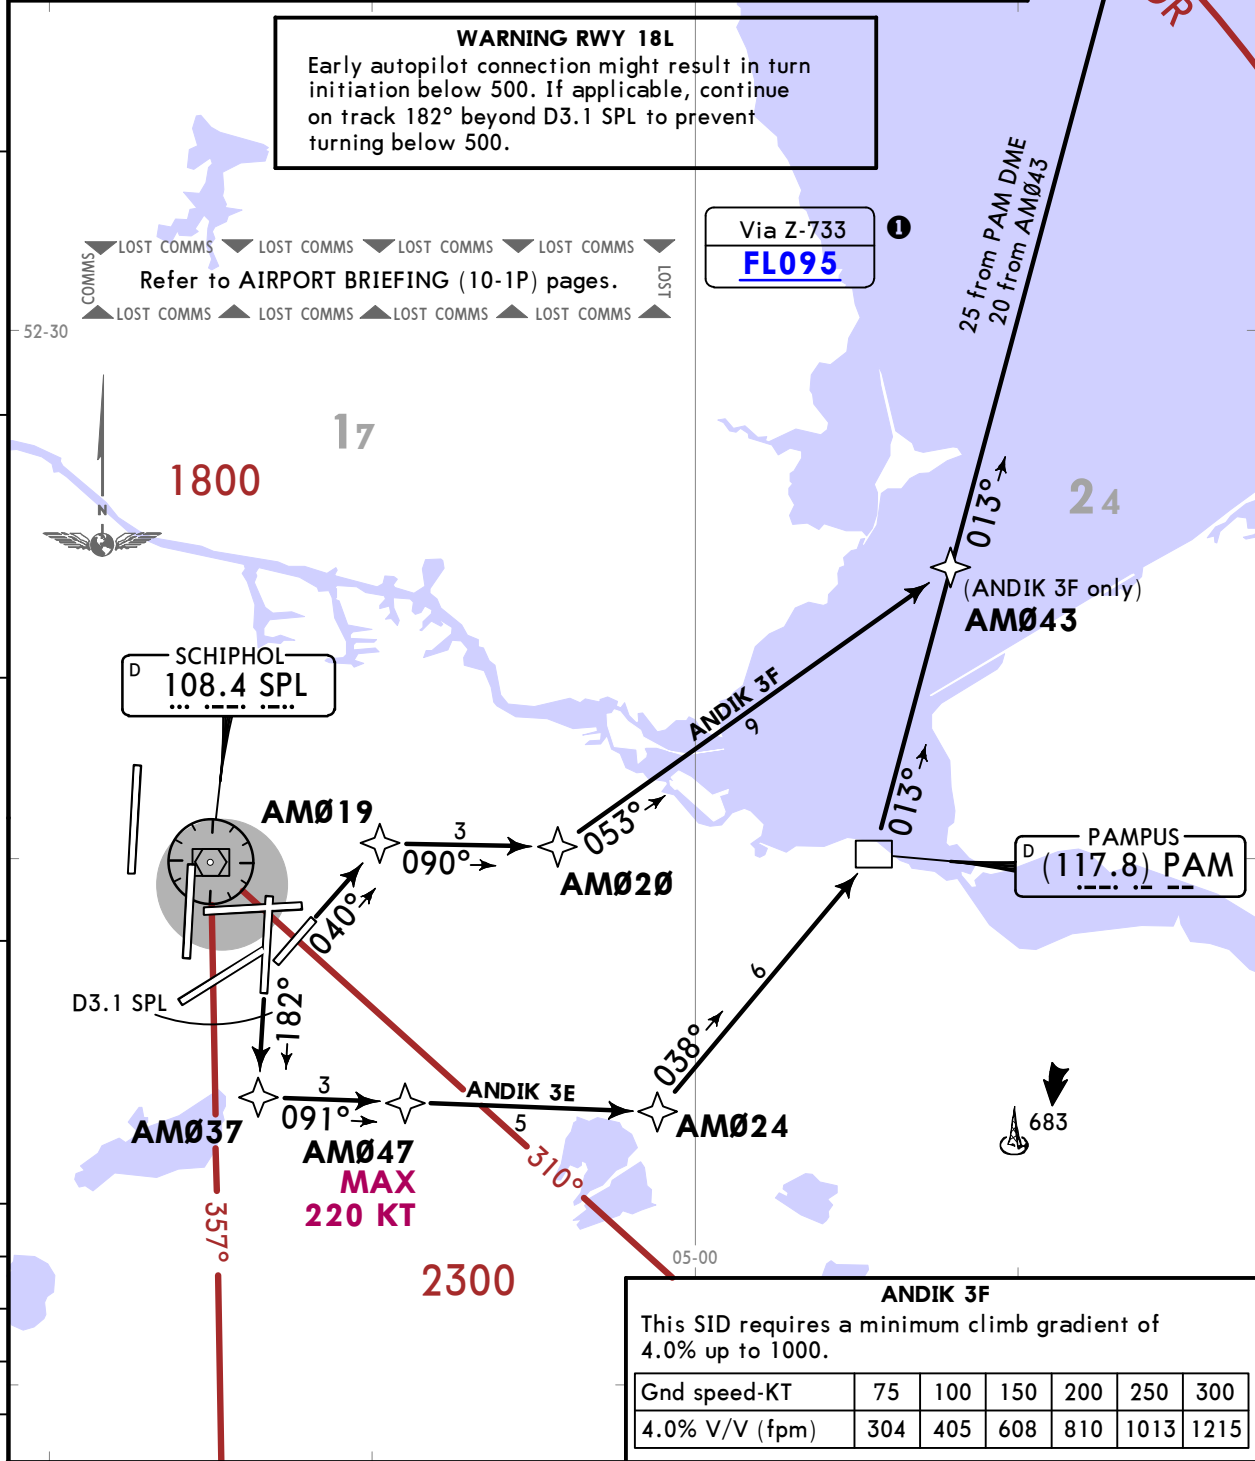 WARNING RWY 18L
Early autopilot connection might result in turn
initiation below 500. If applicable, continue
on track 182° beyond D3.1 SPL to prevent
turning below 500.
OR
25 from PAM DME
20 from AMØ43
Via Z-733
FL095
1
LOST COMMS LOST COMMS LOST COMMS LOST COMMS
COMMS
Refer to AIRPORT BRIEFING (10-1P) pages.
LOST
LOST COMMS LOST COMMS LOST COMMS LOST COMMS
52-30
17
1800
24
N
013°
(ANDIK 3F only)
AMØ43
SCHIPHOL
D
108.4 SPL
ANDIK 3F
9
013°
AMØ19
3
090°
053°
AMØ20
PAMPUS
D
(117.8) PAM
040°
D3.1 SPL
182°
6
038°
3
091°
ANDIK 3E
5
AMØ37
AMØ47
MAX
220 KT
AMØ24
683
310°
357°
05-00
2300
ANDIK 3F
This SID requires a minimum climb gradient of
4.0% up to 1000.
Gnd speed-KT 75 100 150 200 250 300
4.0% V/V (fpm) 304 405 608 810 1013 1215